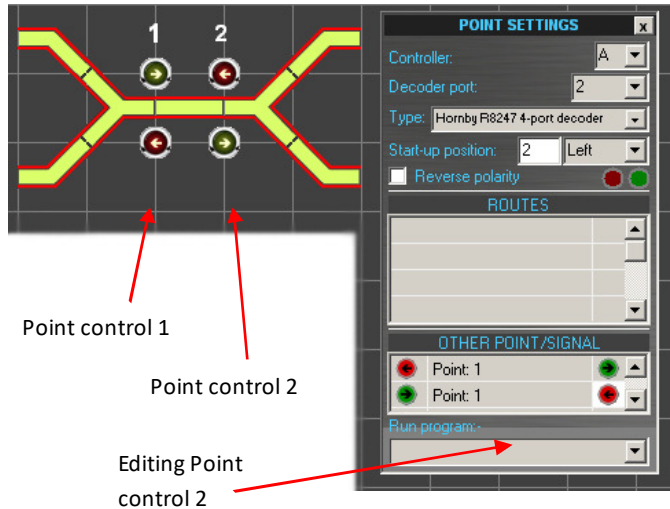 1 2
Point control 1
Point control 2
Editing Point
control 2
POINT SETTINGS x
Controller: A
Decoder port: 2
Type: Hornby R8247 4-port decoder
Start-up position: 2 Left
Reverse polarity
ROUTES
OTHER POINT/SIGNAL
Point: 1
Point: 1
Run program:-